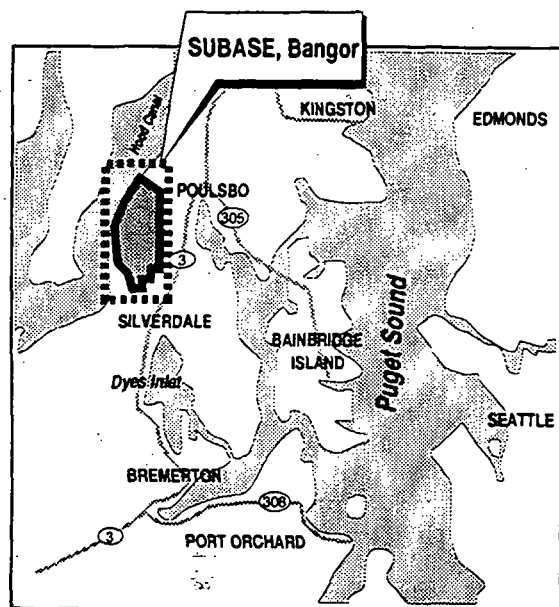 SUBASE, Bangor
Hood Canal
KINGSTON
EDMONDS
POULSBO
305
3
SILVERDALE
BAINBRIDGE
ISLAND
Puget Sound
Dyes Inlet
SEATTLE
BREMERTON
308
3
PORT ORCHARD